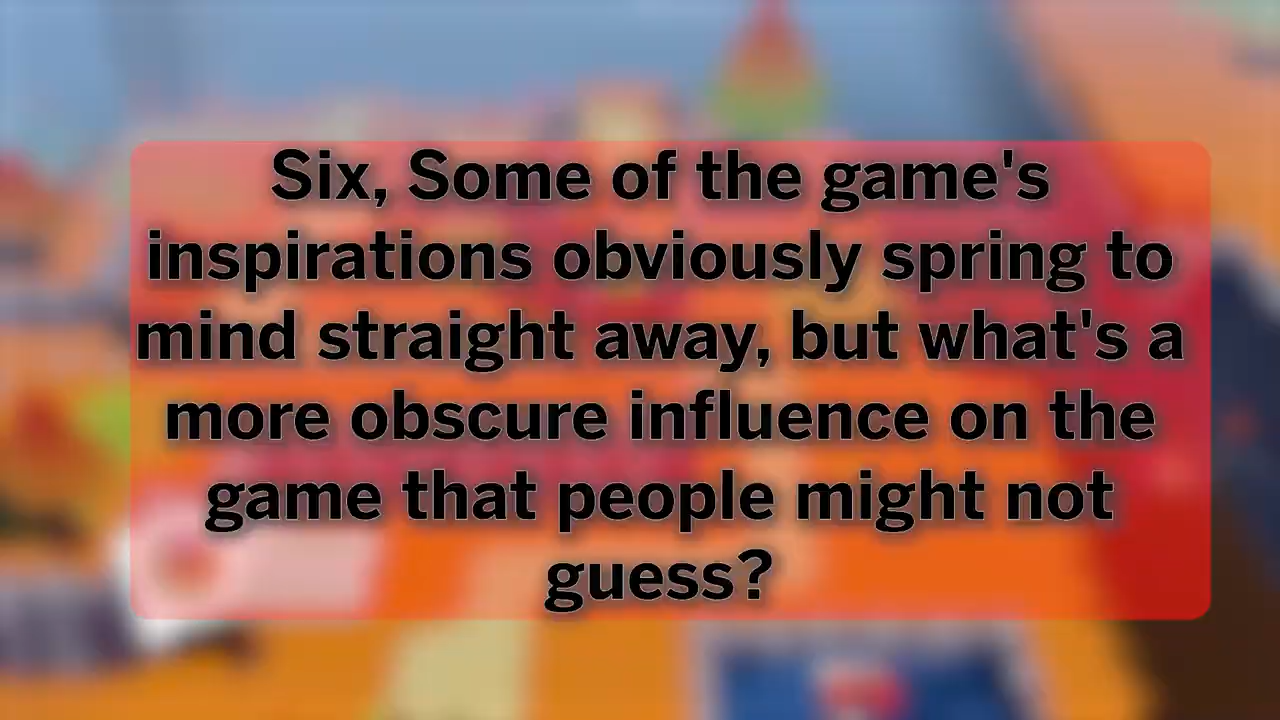 Six, Some of the game's
inspirations obviously spring to
mind straight away, but what's a
more obscure influence on the
game that people might not
guess?